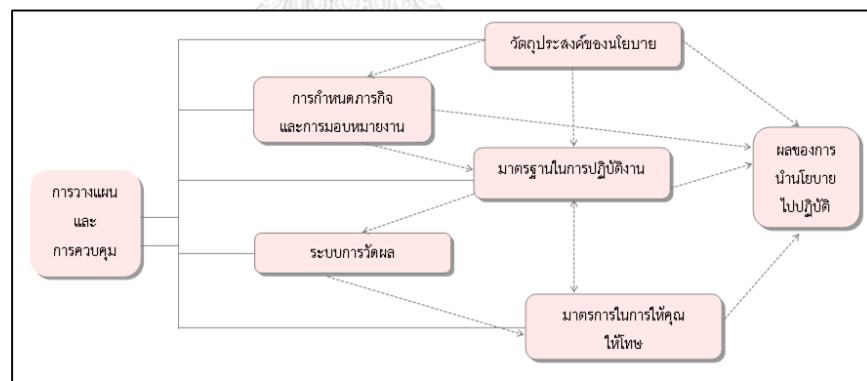 วัตถุประสงค์ของนโยบาย
การกำหนดภารกิจ
และการมอบหมายงาน
มาตรฐานในการปฏิบัติงาน
ผลของการ
นำนโยบาย
ไปปฏิบัติ
การวางแผน
และ
การควบคุม
ระบบการวัดผล
มาตรการในการให้คุณ
ให้โทษ